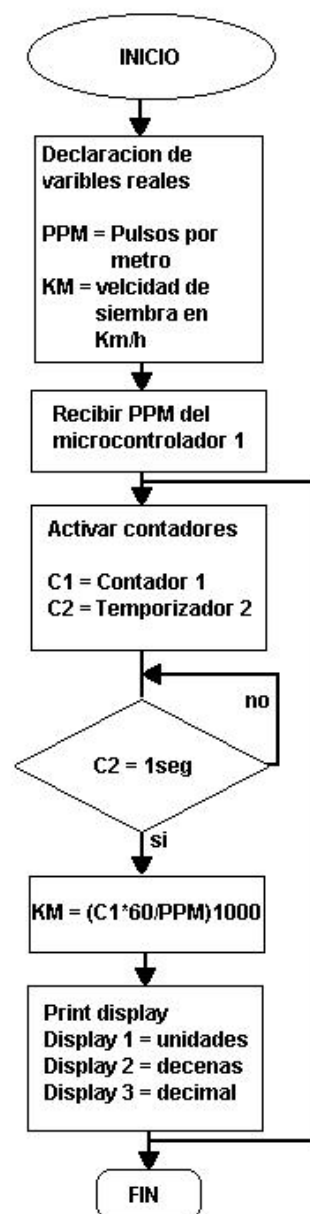 INICIO
Declaracion de
varibles reales
PPM = Pulsos por
metro
KM = velcidad de
siembra en
Km/h
Recibir PPM del
microcontrolador 1
Activar contadores
C1 = Contador 1
C2 = Temporizador 2
no
C2 = 1seg
si
KM = (C1*60/PPM)1000
Print display
Display 1 = unidades
Display 2 = decenas
Display 3 = decimal
FIN